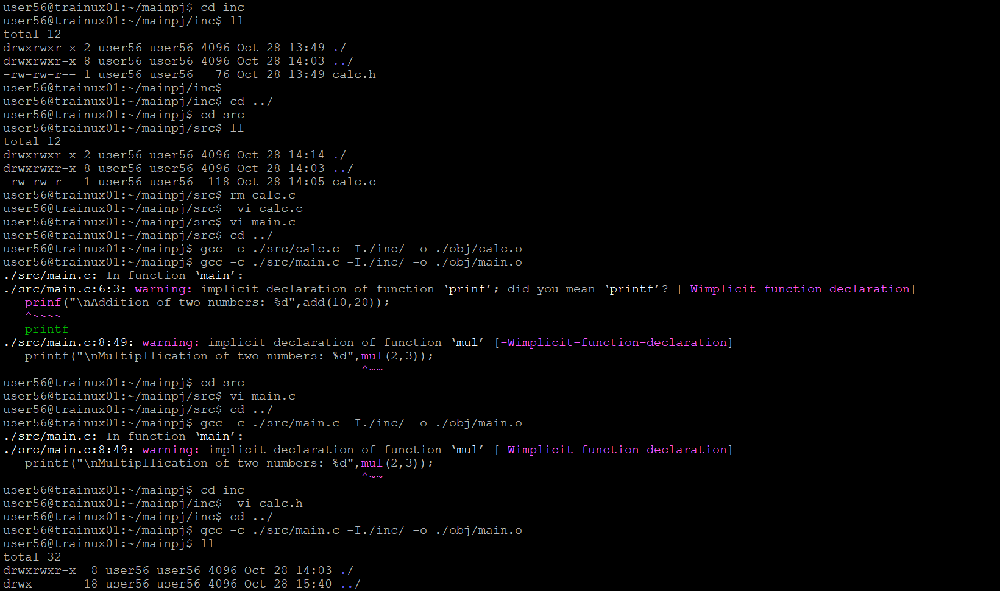 user56@trainux01:~/mainpj$ cd inc
user56@trainux01:~/mainpj/inc$ ll
total 12
drwxrwxr-x 2 user56 user56 4096 Oct 28 13:49 ./
drwxrwxr-x 8 user56 user56 4096 Oct 28 14:03 ../
-rw-rw-r-- 1 user56 user56   76 Oct 28 13:49 calc.h
user56@trainux01:~/mainpj/inc$
user56@trainux01:~/mainpj/inc$ cd ../
user56@trainux01:~/mainpj$ cd src
user56@trainux01:~/mainpj/src$ ll
total 12
drwxrwxr-x 2 user56 user56 4096 Oct 28 14:14 ./
drwxrwxr-x 8 user56 user56 4096 Oct 28 14:03 ../
-rw-rw-r-- 1 user56 user56  118 Oct 28 14:05 calc.c
user56@trainux01:~/mainpj/src$ rm calc.c
user56@trainux01:~/mainpj/src$  vi calc.c
user56@trainux01:~/mainpj/src$ vi main.c
user56@trainux01:~/mainpj/src$ cd ../
user56@trainux01:~/mainpj$ gcc -c ./src/calc.c -I./inc/ -o ./obj/calc.o
user56@trainux01:~/mainpj$ gcc -c ./src/main.c -I./inc/ -o ./obj/main.o
./src/main.c: In function ‘main’:
./src/main.c:6:3: warning: implicit declaration of function ‘prinf’; did you mean ‘printf’? [-Wimplicit-function-declaration]
   prinf("\nAddition of two numbers: %d",add(10,20));
   ^~~~~
   printf
./src/main.c:8:49: warning: implicit declaration of function ‘mul’ [-Wimplicit-function-declaration]
   printf("\nMultipllication of two numbers: %d",mul(2,3));
                                                 ^~~
user56@trainux01:~/mainpj$ cd src
user56@trainux01:~/mainpj/src$ vi main.c
user56@trainux01:~/mainpj/src$ cd ../
user56@trainux01:~/mainpj$ gcc -c ./src/main.c -I./inc/ -o ./obj/main.o
./src/main.c: In function ‘main’:
./src/main.c:8:49: warning: implicit declaration of function ‘mul’ [-Wimplicit-function-declaration]
   printf("\nMultipllication of two numbers: %d",mul(2,3));
                                                 ^~~
user56@trainux01:~/mainpj$ cd inc
user56@trainux01:~/mainpj/inc$  vi calc.h
user56@trainux01:~/mainpj/inc$ cd ../
user56@trainux01:~/mainpj$ gcc -c ./src/main.c -I./inc/ -o ./obj/main.o
user56@trainux01:~/mainpj$ ll
total 32
drwxrwxr-x  8 user56 user56 4096 Oct 28 14:03 ./
drwx------ 18 user56 user56 4096 Oct 28 15:40 ../